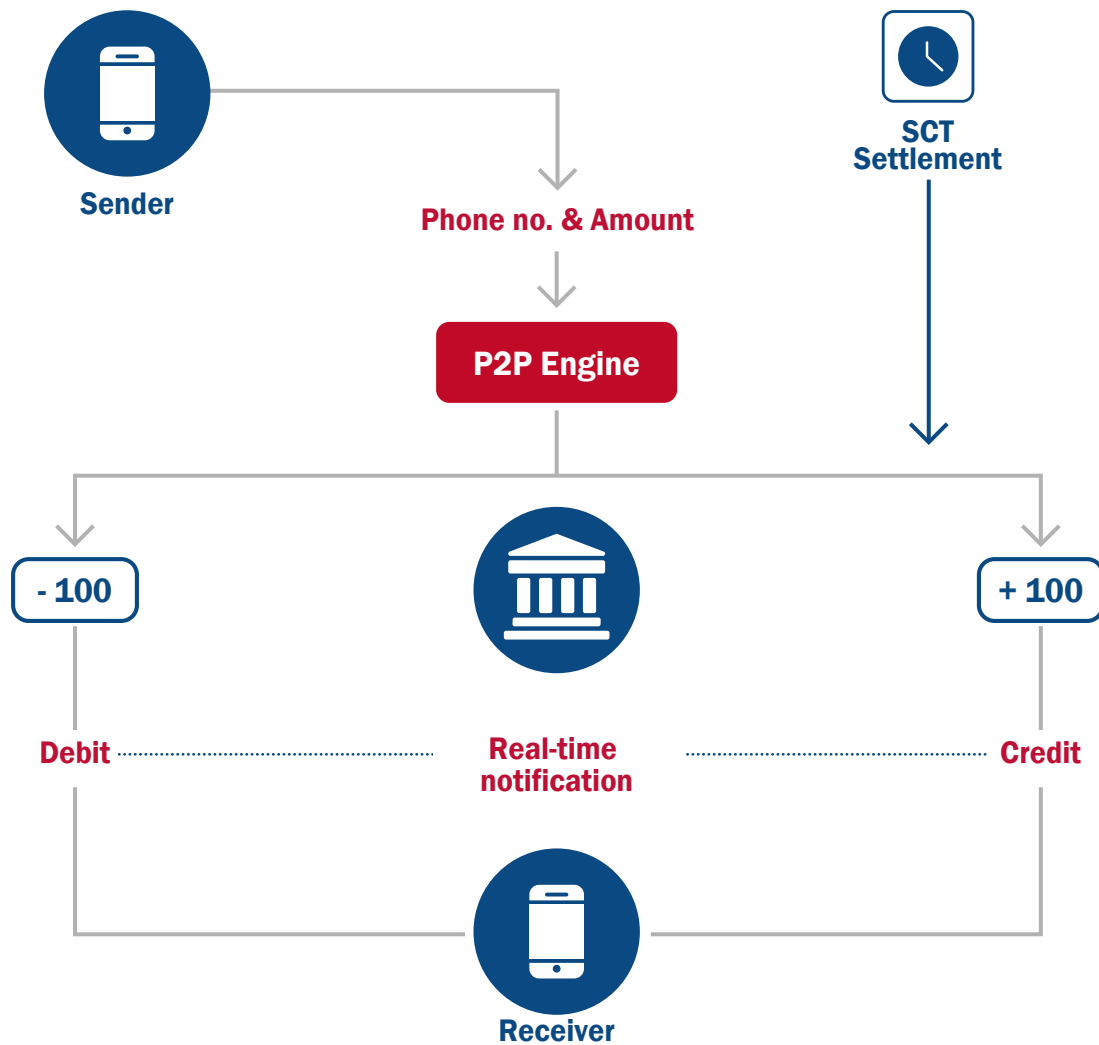 Sender
SCT
Settlement
Phone no. & Amount
P2P Engine
- 100
+ 100
Debit
Real-time
notification
Credit
Receiver